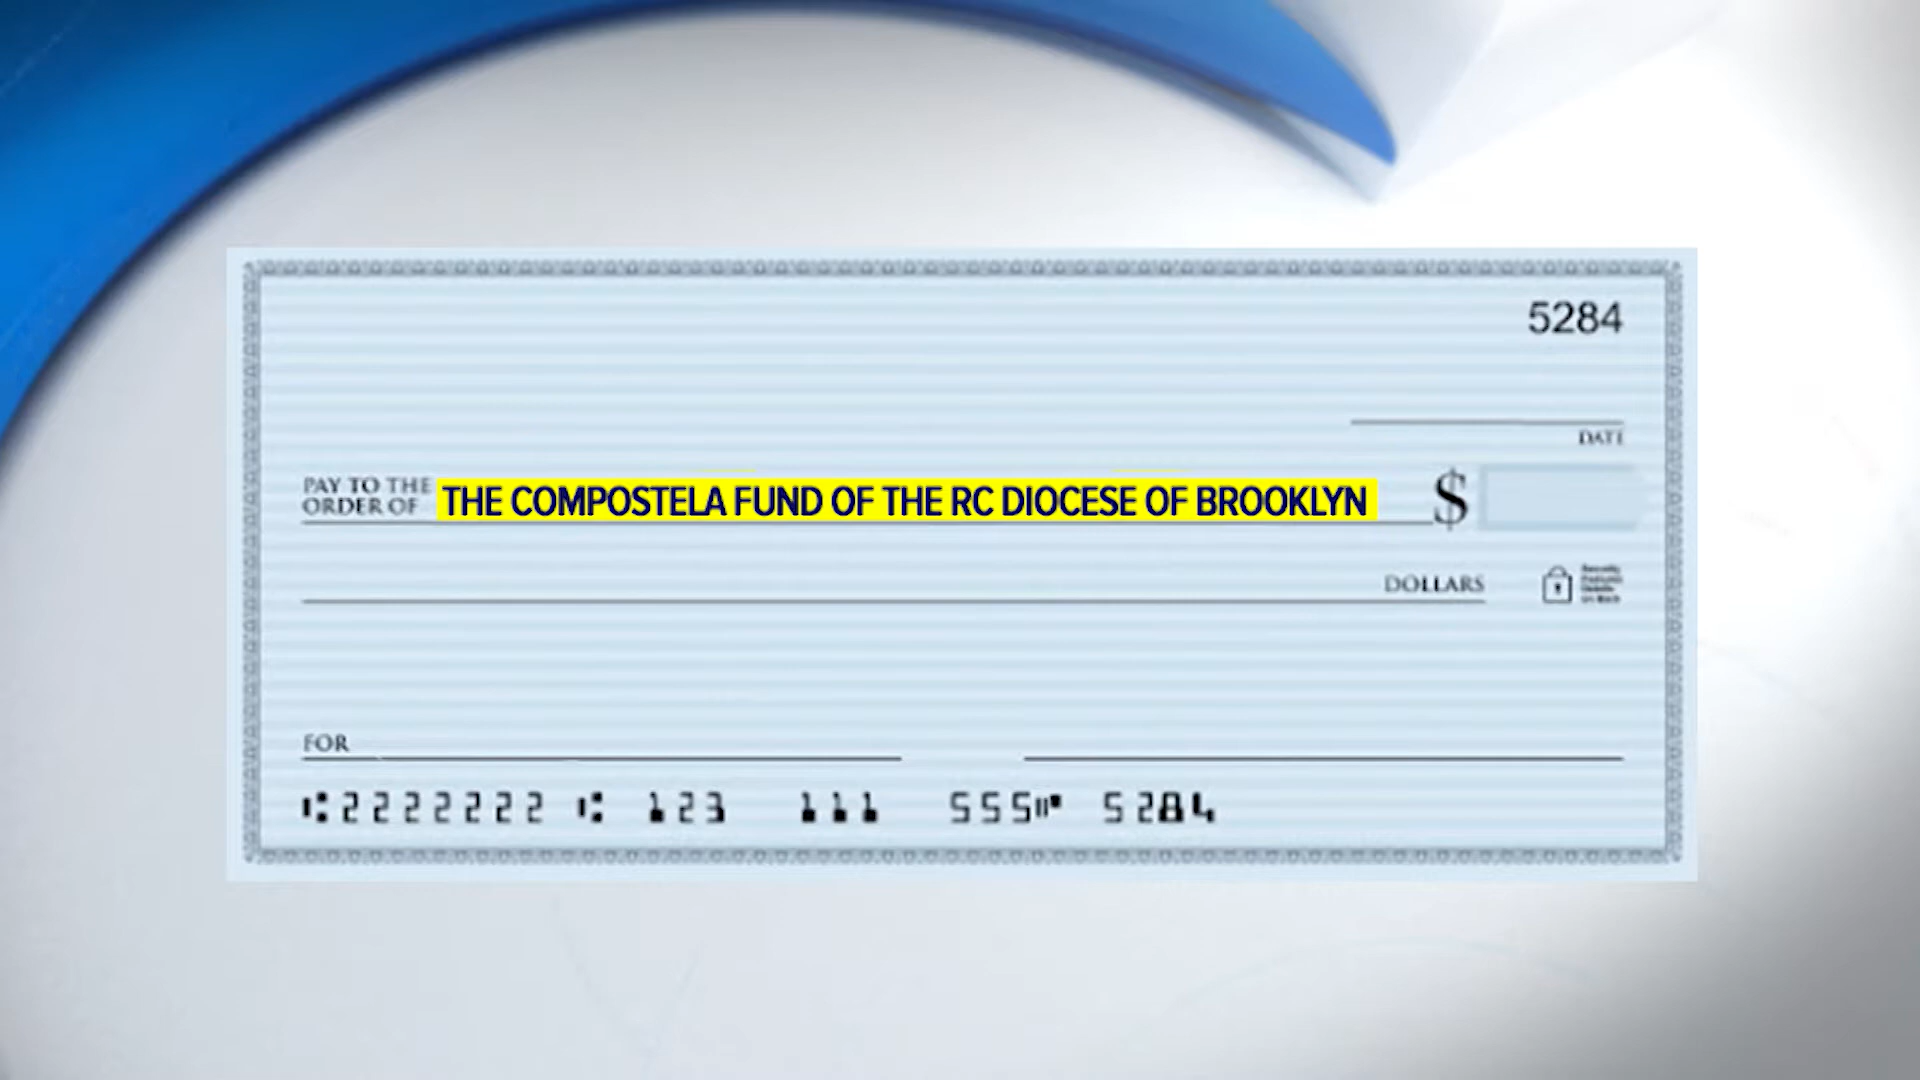 5284
DATE
PAY TO THE
ORDER OF
THE COMPOSTELA FUND OF THE RC DIOCESE OF BROOKLYN
$
DOLLARS
FOR
⑆2222222⑆ 123 111 555⑈ 5284